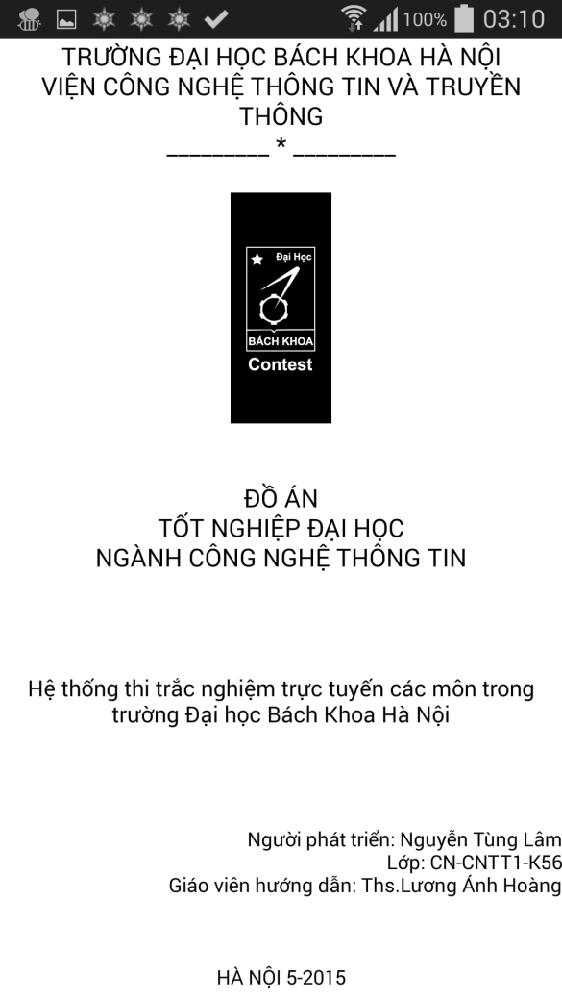 100% 03:10
TRƯỜNG ĐẠI HỌC BÁCH KHOA HÀ NỘI
VIỆN CÔNG NGHỆ THÔNG TIN VÀ TRUYỀN
THÔNG
_________ * _________
Đại Học
BÁCH KHOA
Contest
ĐỒ ÁN
TỐT NGHIỆP ĐẠI HỌC
NGÀNH CÔNG NGHỆ THÔNG TIN
Hệ thống thi trắc nghiệm trực tuyến các môn trong
trường Đại học Bách Khoa Hà Nội
Người phát triển: Nguyễn Tùng Lâm
Lớp: CN-CNTT1-K56
Giáo viên hướng dẫn: Ths.Lương Ánh Hoàng
HÀ NỘI 5-2015